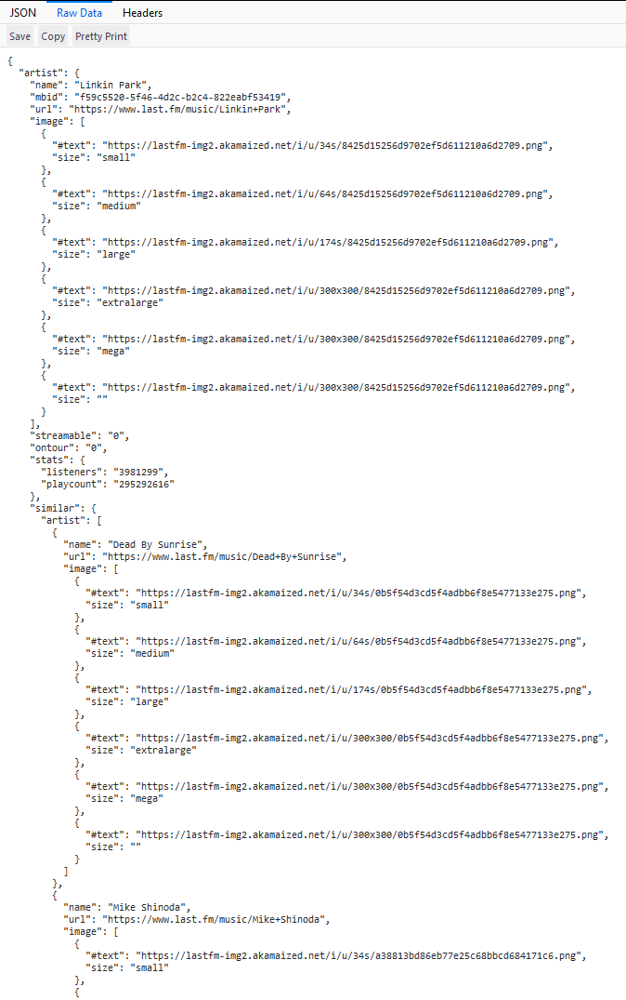 JSON Raw Data Headers
Save Copy Pretty Print
{
  "artist": {
    "name": "Linkin Park",
    "mbid": "f59c5520-5f46-4d2c-b2c4-822eabf53419",
    "url": "https://www.last.fm/music/Linkin+Park",
    "image": [
      {
        "#text": "https://lastfm-img2.akamaized.net/i/u/34s/8425d15256d9702ef5d611210a6d2709.png",
        "size": "small"
      },
      {
        "#text": "https://lastfm-img2.akamaized.net/i/u/64s/8425d15256d9702ef5d611210a6d2709.png",
        "size": "medium"
      },
      {
        "#text": "https://lastfm-img2.akamaized.net/i/u/174s/8425d15256d9702ef5d611210a6d2709.png",
        "size": "large"
      },
      {
        "#text": "https://lastfm-img2.akamaized.net/i/u/300x300/8425d15256d9702ef5d611210a6d2709.png",
        "size": "extralarge"
      },
      {
        "#text": "https://lastfm-img2.akamaized.net/i/u/300x300/8425d15256d9702ef5d611210a6d2709.png",
        "size": "mega"
      },
      {
        "#text": "https://lastfm-img2.akamaized.net/i/u/300x300/8425d15256d9702ef5d611210a6d2709.png",
        "size": ""
      }
    ],
    "streamable": "0",
    "ontour": "0",
    "stats": {
      "listeners": "3981299",
      "playcount": "295292616"
    },
    "similar": {
      "artist": [
        {
          "name": "Dead By Sunrise",
          "url": "https://www.last.fm/music/Dead+By+Sunrise",
          "image": [
            {
              "#text": "https://lastfm-img2.akamaized.net/i/u/34s/0b5f54d3cd5f4adbb6f8e5477133e275.png",
              "size": "small"
            },
            {
              "#text": "https://lastfm-img2.akamaized.net/i/u/64s/0b5f54d3cd5f4adbb6f8e5477133e275.png",
              "size": "medium"
            },
            {
              "#text": "https://lastfm-img2.akamaized.net/i/u/174s/0b5f54d3cd5f4adbb6f8e5477133e275.png",
              "size": "large"
            },
            {
              "#text": "https://lastfm-img2.akamaized.net/i/u/300x300/0b5f54d3cd5f4adbb6f8e5477133e275.png",
              "size": "extralarge"
            },
            {
              "#text": "https://lastfm-img2.akamaized.net/i/u/300x300/0b5f54d3cd5f4adbb6f8e5477133e275.png",
              "size": "mega"
            },
            {
              "#text": "https://lastfm-img2.akamaized.net/i/u/300x300/0b5f54d3cd5f4adbb6f8e5477133e275.png",
              "size": ""
            }
          ]
        },
        {
          "name": "Mike Shinoda",
          "url": "https://www.last.fm/music/Mike+Shinoda",
          "image": [
            {
              "#text": "https://lastfm-img2.akamaized.net/i/u/34s/a38813bd86eb77e25c68bbcd684171c6.png",
              "size": "small"
            },
            {